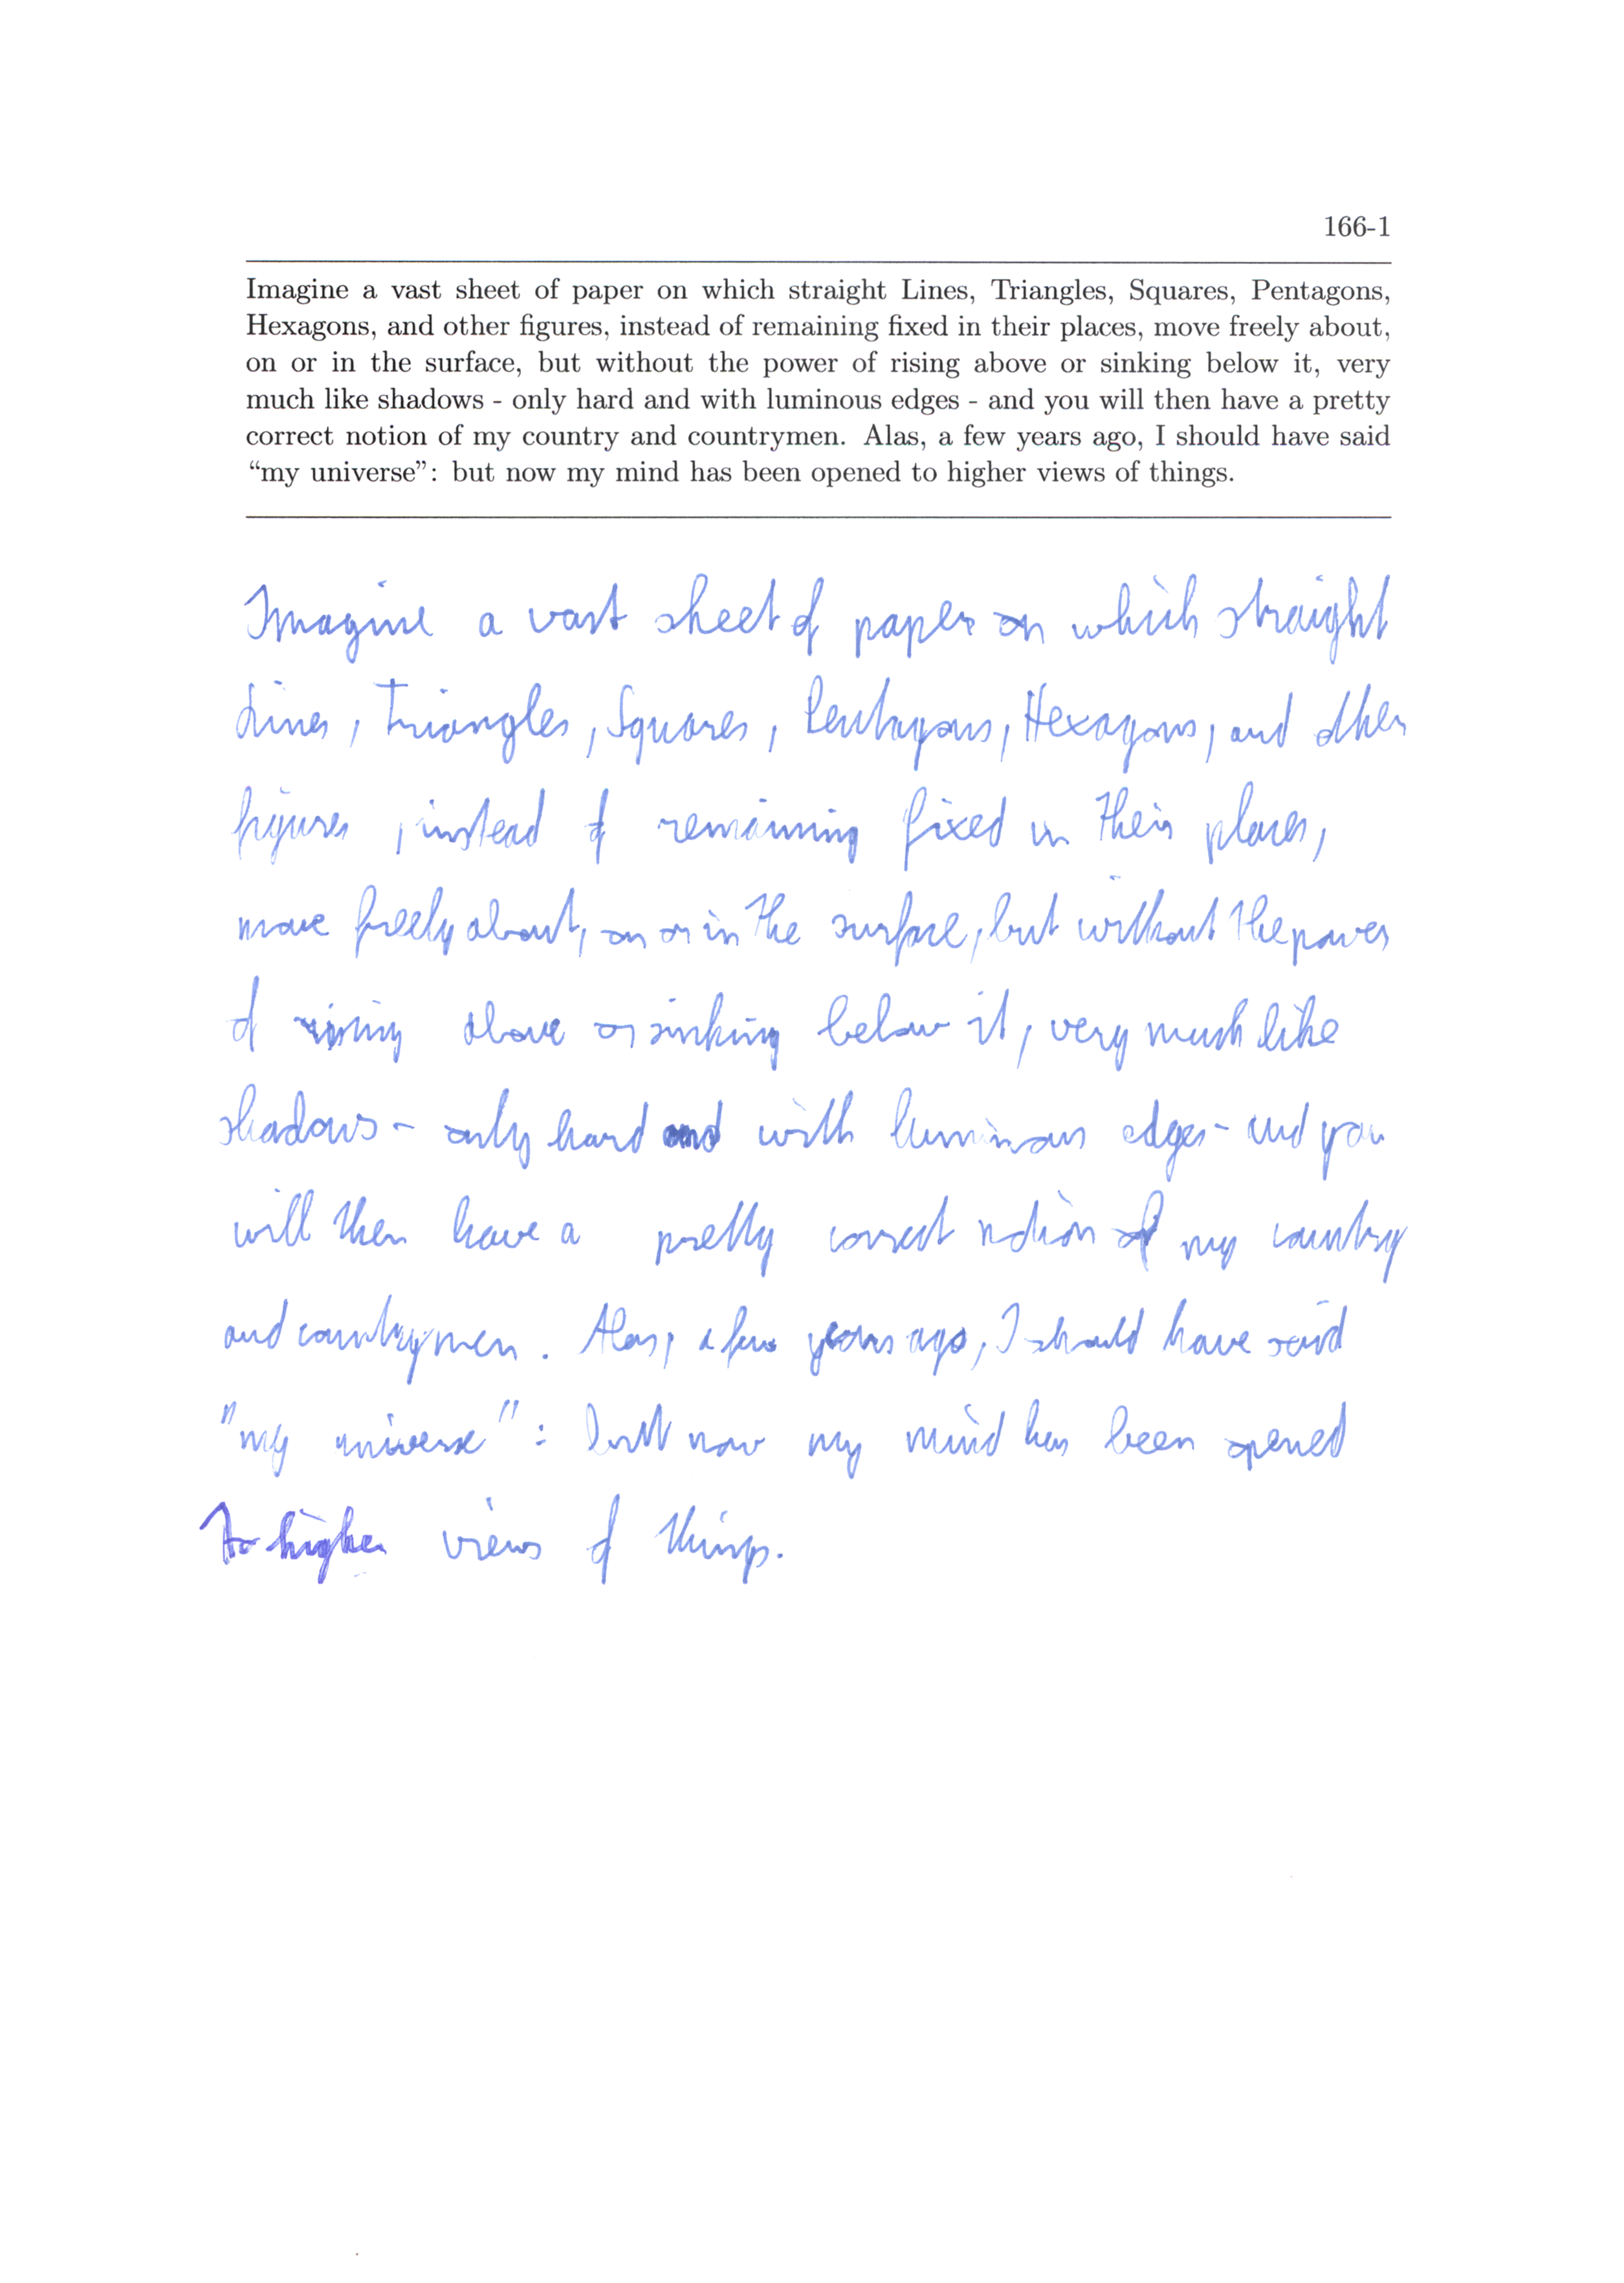 166-1
Imagine a vast sheet of paper on which straight Lines, Triangles, Squares, Pentagons,
Hexagons, and other figures, instead of remaining fixed in their places, move freely about,
on or in the surface, but without the power of rising above or sinking below it, very
much like shadows - only hard and with luminous edges - and you will then have a pretty
correct notion of my country and countrymen. Alas, a few years ago, I should have said
“my universe”: but now my mind has been opened to higher views of things.
Imagine a vast sheet of paper on which straight
Lines, Triangles, Squares, Pentagons, Hexagons, and other
figures, instead of remaining fixed in their places,
move freely about, on or in the surface, but without the power
of rising above or sinking below it, very much like
shadows - only hard and with luminous edges - and you
will then have a pretty correct notion of my country
and countrymen. Alas, a few years ago, I should have said
"my universe": but now my mind has been opened
to higher views of things.